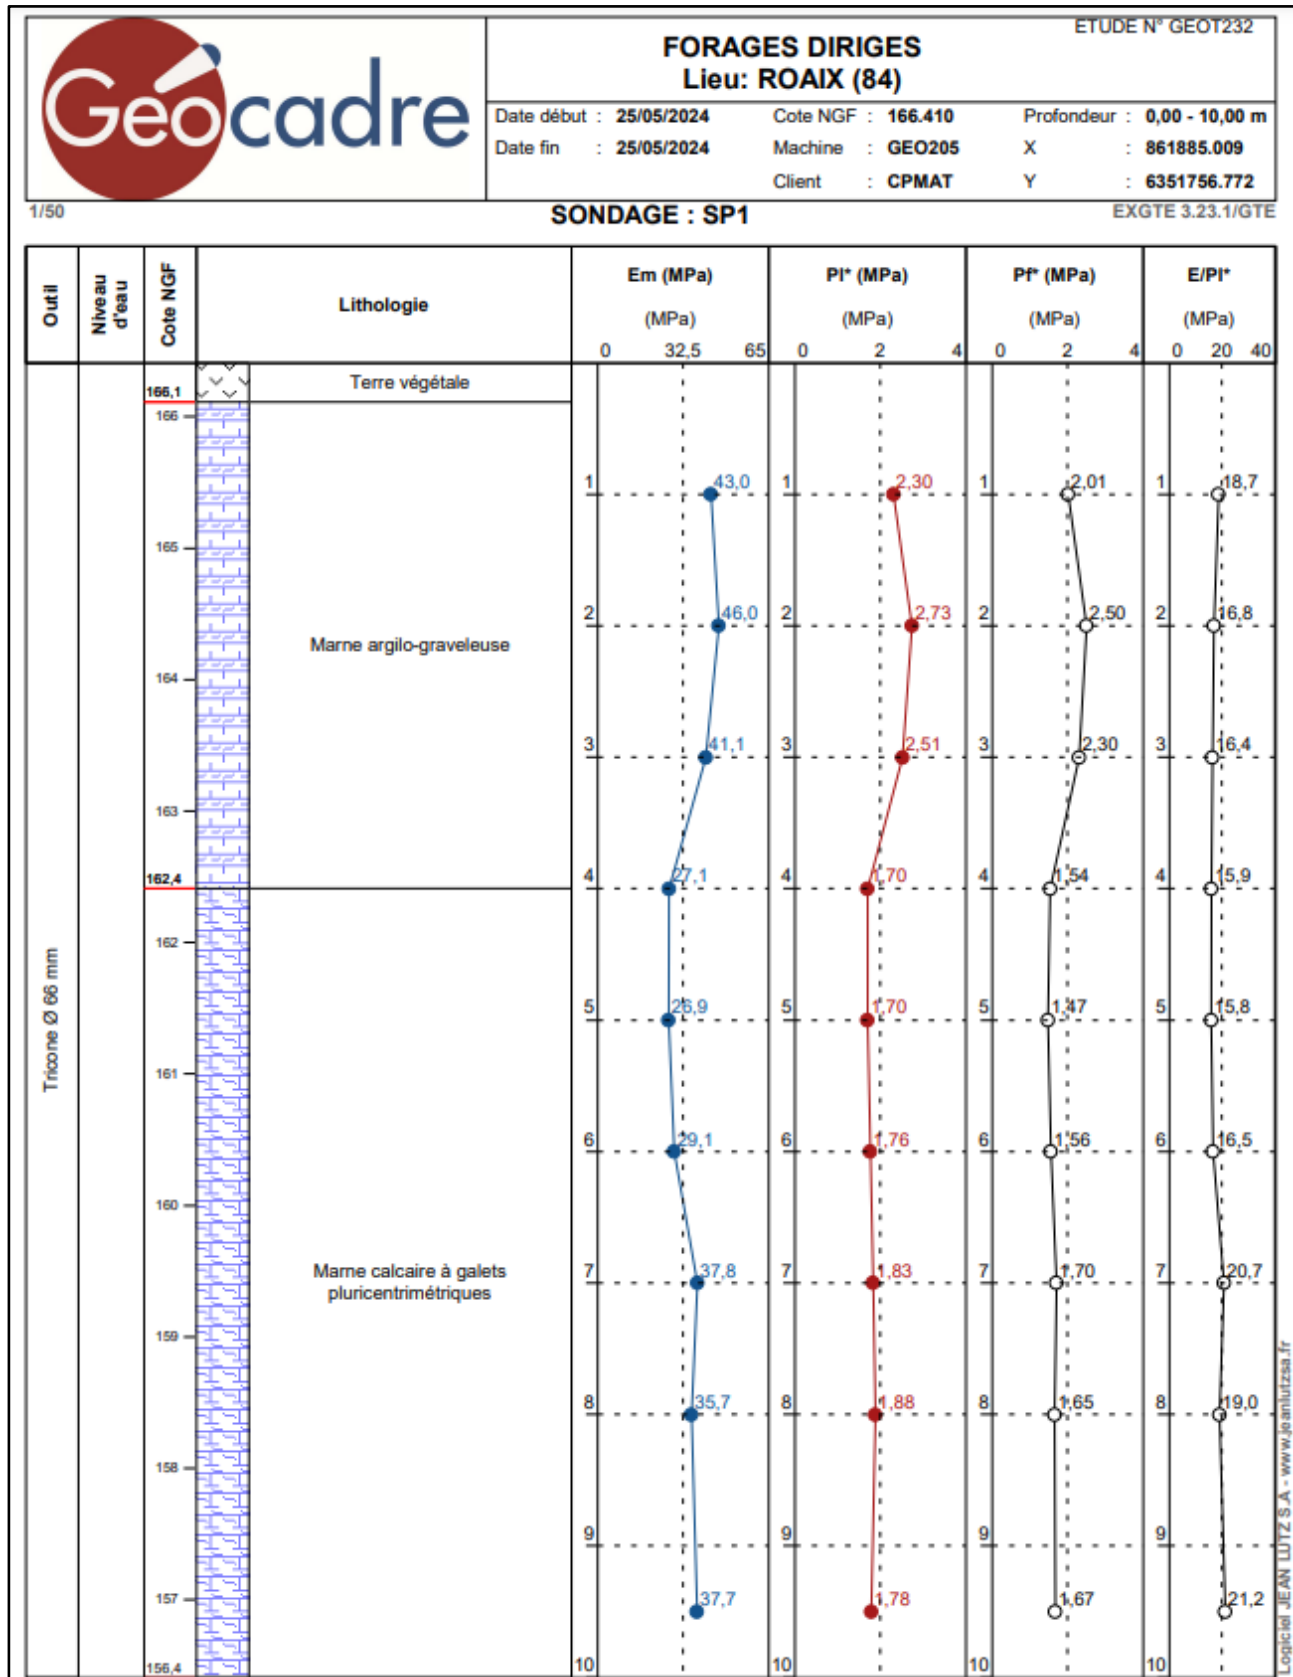 Géocadre
ETUDE N° GEOT232
FORAGES DIRIGES
Lieu: ROAIX (84)
Date début : 25/05/2024 Cote NGF : 166.410 Profondeur : 0,00 - 10,00 m
Date fin : 25/05/2024 Machine : GEO205 X : 861885.009
Client : CPMAT Y : 6351756.772
1/50 SONDAGE : SP1 EXGTE 3.23.1/GTE
Outil Niveau d'eau Cote NGF Lithologie Em (MPa) Pl* (MPa) Pf* (MPa) E/Pl*
(MPa) (MPa) (MPa) (MPa)
0 32,5 65 0 2 4 0 2 4 0 20 40
Terre végétale
166,1
166
1 43,0 1 2,30 1 2,01 1 18,7
165
2 46,0 2 2,73 2 2,50 2 16,8
Marne argilo-graveleuse
164
3 41,1 3 2,51 3 2,30 3 16,4
163
162,4 4 27,1 4 1,70 4 1,54 4 15,9
162
5 26,9 5 1,70 5 1,47 5 15,8
Tricone Ø 66 mm
161
6 29,1 6 1,76 6 1,56 6 16,5
160
Marne calcaire à galets
7 37,8 7 1,83 7 1,70 7 20,7
pluricentrimétriques
159
8 35,7 8 1,88 8 1,65 8 19,0
158
9 9 9 9
157 37,7 1,78 1,67 21,2
156,4 10 10 10 10
Logiciel JEAN LUTZ S.A - www.jeanlutzsa.fr